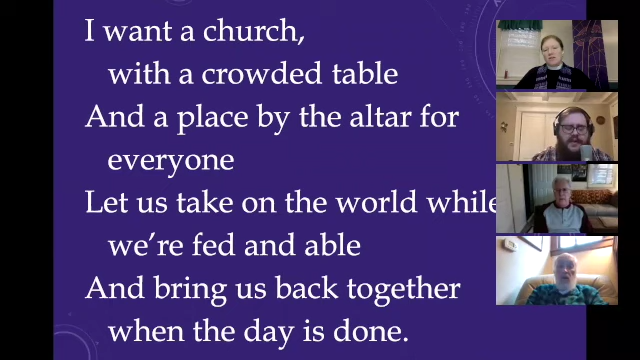 I want a church,
with a crowded table
And a place by the altar for
everyone
Let us take on the world while
we’re fed and able
And bring us back together
when the day is done.